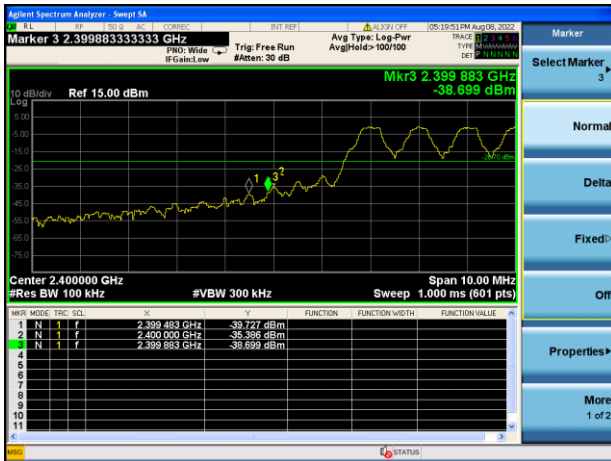 Agilent Spectrum Analyzer - Swept SA
RL RF 50 Ω AC CORREC INT REF ALIGN OFF 05:19:51 PM Aug 08, 2022
Marker 3 2.399883333333 GHz
PNO: Wide
IFGain:Low
Trig: Free Run
#Atten: 30 dB
Avg Type: Log-Pwr
Avg|Hold:> 100/100
TRACE 1 2 3 4 5 6
TYPE MWWWWW
DET P N N N N N
Mkr3 2.399 883 GHz
-38.699 dBm
10 dB/div Ref 15.00 dBm
Log
5.00
-5.00
-15.0
-25.0
-35.0
-45.0
-55.0
-65.0
-75.0
1
3
2
Center 2.400000 GHz Span 10.00 MHz
#Res BW 100 kHz #VBW 300 kHz Sweep 1.000 ms (601 pts)
MKR MODE TRC SCL X Y FUNCTION FUNCTION WIDTH FUNCTION VALUE
1 N 1 f 2.399 483 GHz -39.727 dBm
2 N 1 f 2.400 000 GHz -35.386 dBm
3 N 1 f 2.399 883 GHz -38.699 dBm
4
5
6
7
8
9
10
11
MSG STATUS
Marker
Select Marker
3
Normal
Delta
Fixed
Off
Properties
More
1 of 2